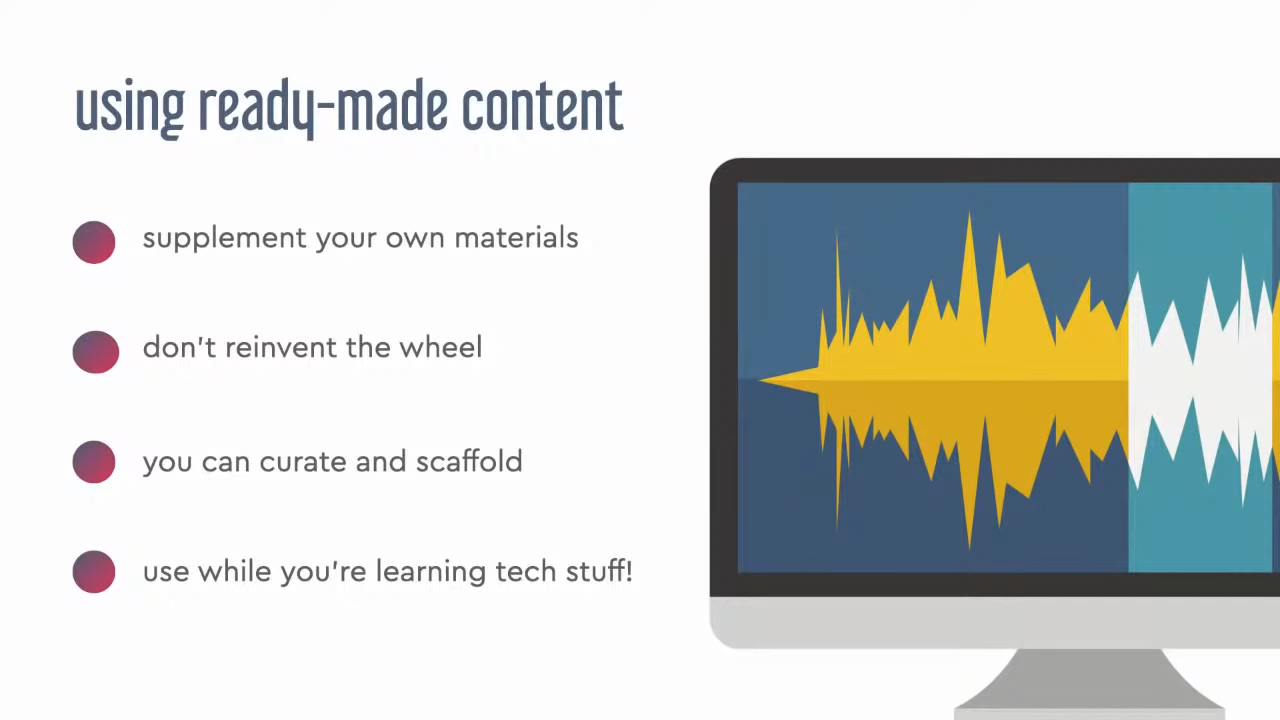 using ready-made content
supplement your own materials
don't reinvent the wheel
you can curate and scaffold
use while you're learning tech stuff!